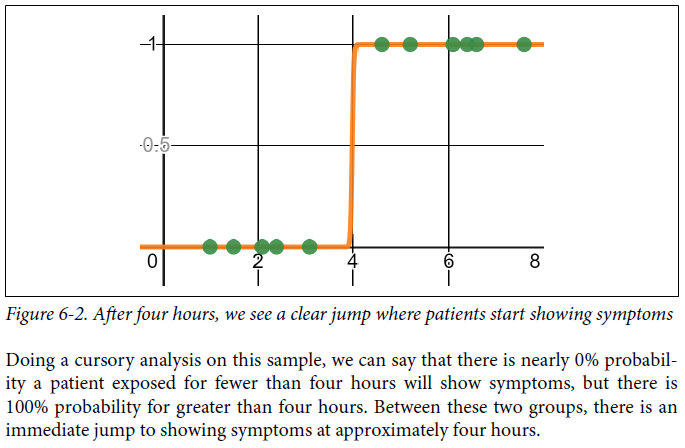 1
0.5
0 2 4 6 8
Figure 6-2. After four hours, we see a clear jump where patients start showing symptoms
Doing a cursory analysis on this sample, we can say that there is nearly 0% probabil-
ity a patient exposed for fewer than four hours will show symptoms, but there is
100% probability for greater than four hours. Between these two groups, there is an
immediate jump to showing symptoms at approximately four hours.